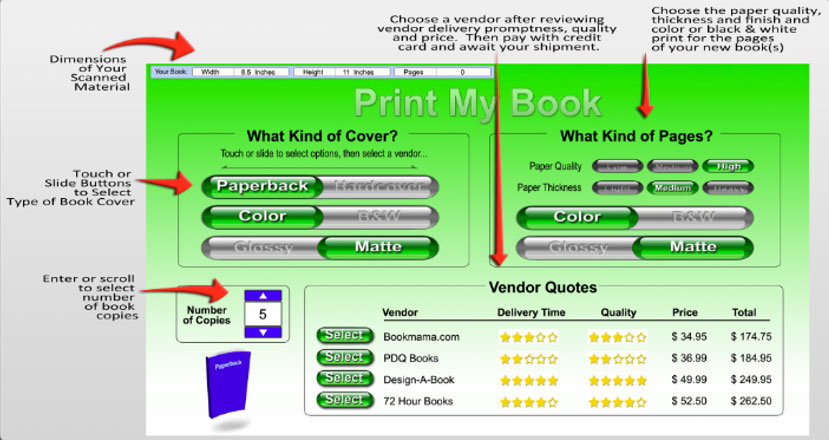 Choose a vendor after reviewing
vendor delivery promptness, quality
and price. Then pay with credit
card and await your shipment.
Choose the paper quality,
thickness and finish and
color or black & white
print for the pages
of your new book(s)
Dimensions
of Your
Scanned
Material
Your Book: Width 8.5 Inches Height 11 Inches Pages 0
Print My Book
What Kind of Cover?
Touch or slide to select options, then select a vendor...
Paperback Hardcover
Color B&W
Glossy Matte
Touch or
Slide Buttons
to Select
Type of Book Cover
What Kind of Pages?
Paper Quality Low Medium High
Paper Thickness Light Medium Heavy
Color B&W
Glossy Matte
Enter or scroll
to select
number
of book
copies
Number
of Copies
5
Paperback
Vendor Quotes
Vendor Delivery Time Quality Price Total
Select Bookmama.com $ 34.95 $ 174.75
Select PDQ Books $ 36.99 $ 184.95
Select Design-A-Book $ 49.99 $ 249.95
Select 72 Hour Books $ 52.50 $ 262.50